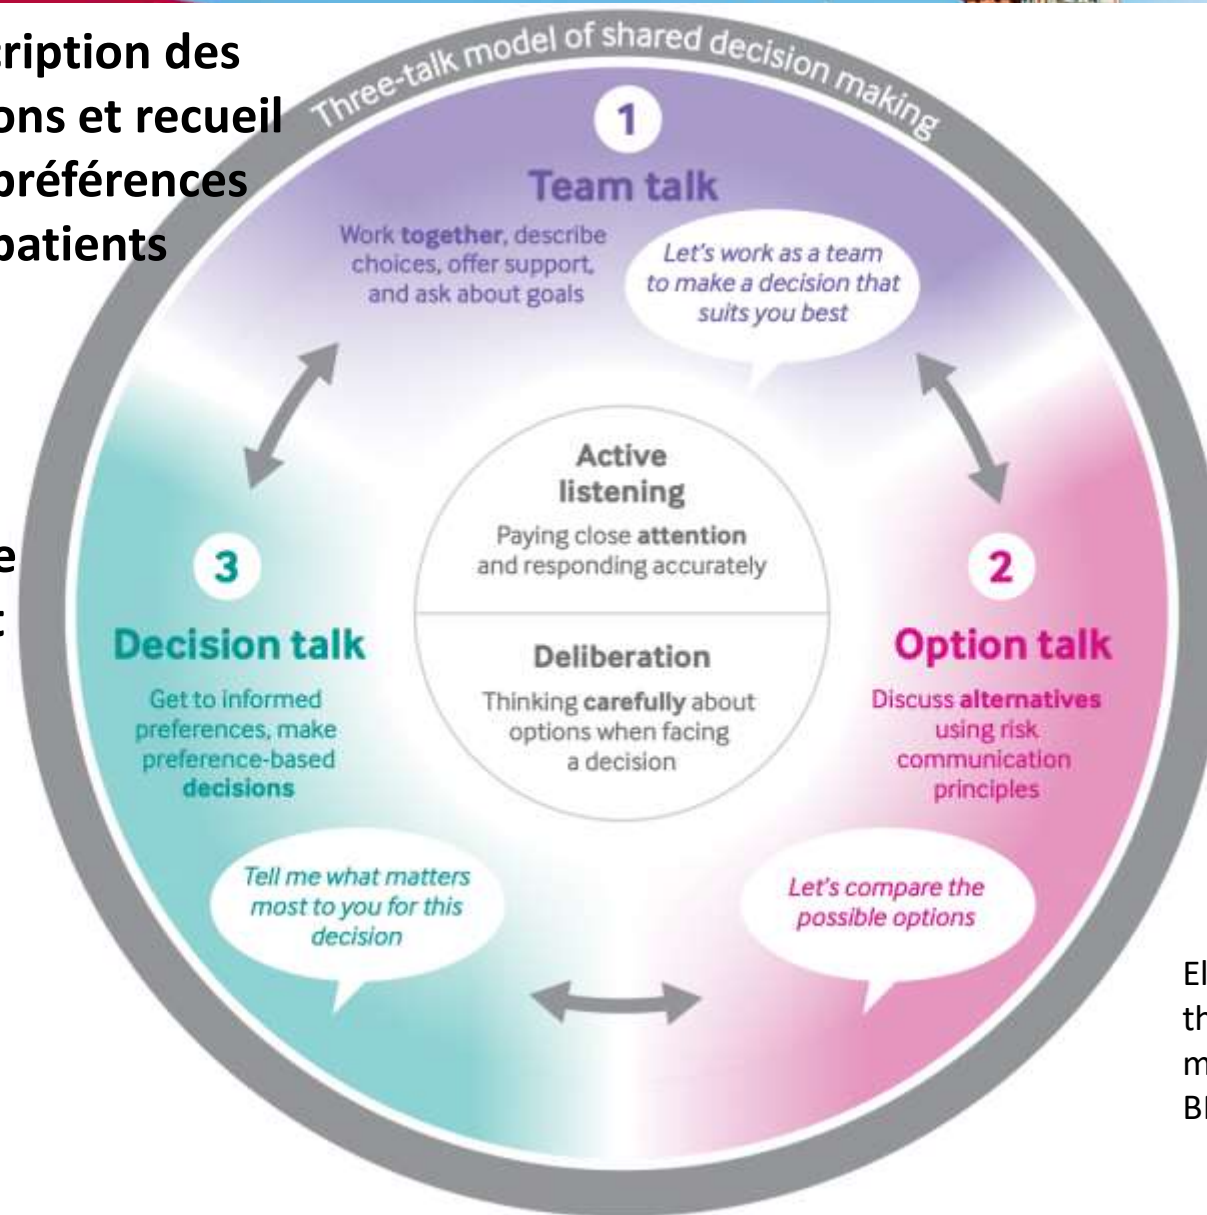 ription des
ons et recueil
préférences
patients
Three-talk model of shared decision making
1
Team talk
Work together, describe
choices, offer support,
and ask about goals
Let's work as a team
to make a decision that
suits you best
Active
listening
Paying close attention
and responding accurately
Deliberation
Thinking carefully about
options when facing
a decision
e
t
3
Decision talk
Get to informed
preferences, make
preference-based
decisions
Tell me what matters
most to you for this
decision
2
Option talk
Discuss alternatives
using risk
communication
principles
Let's compare the
possible options
El
th
m